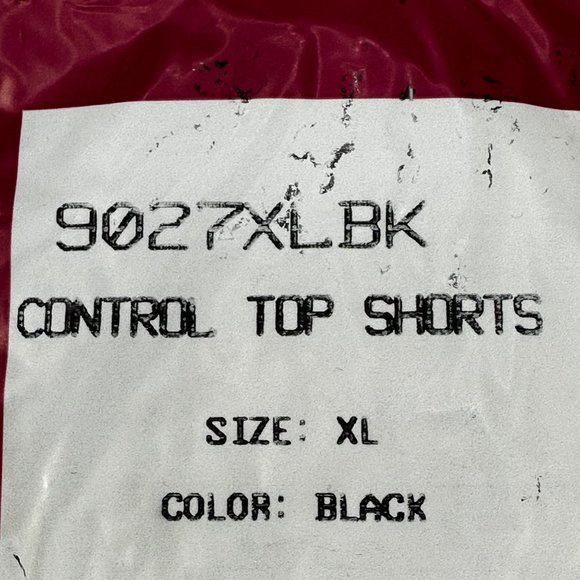 9027XLBK
CONTROL TOP SHORTS
SIZE: XL
COLOR: BLACK